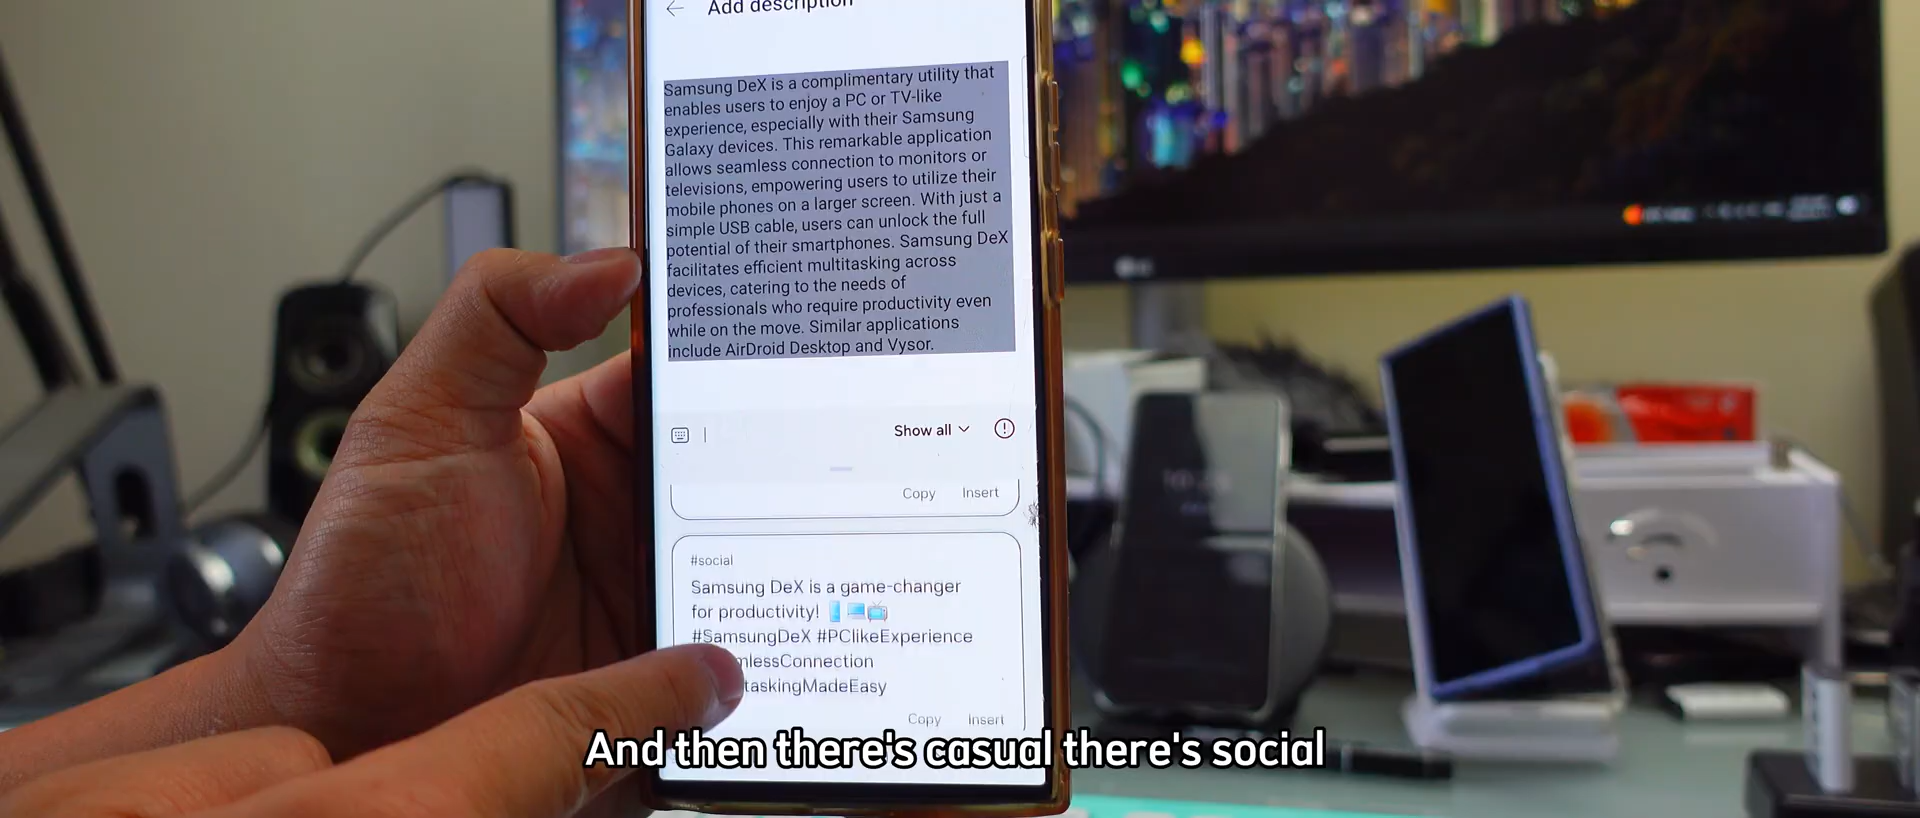 Add description
Samsung DeX is a complimentary utility that
enables users to enjoy a PC or TV-like
experience, especially with their Samsung
Galaxy devices. This remarkable application
allows seamless connection to monitors or
televisions, empowering users to utilize their
mobile phones on a larger screen. With just a
simple USB cable, users can unlock the full
potential of their smartphones. Samsung DeX
facilitates efficient multitasking across
devices, catering to the needs of
professionals who require productivity even
while on the move. Similar applications
include AirDroid Desktop and Vysor.
Show all
Copy Insert
#social
Samsung DeX is a game-changer
for productivity!
#SamsungDeX #PClikeExperience
mlessConnection
taskingMadeEasy
Copy Insert
And then there's casual there's social
LG